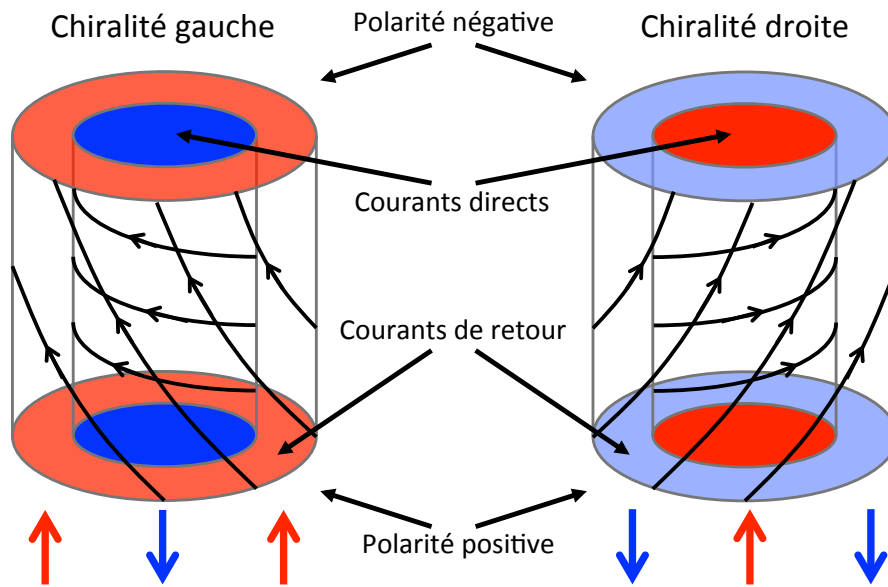 Chiralité gauche
Polarité négative
Chiralité droite
Courants directs
Courants de retour
Polarité positive